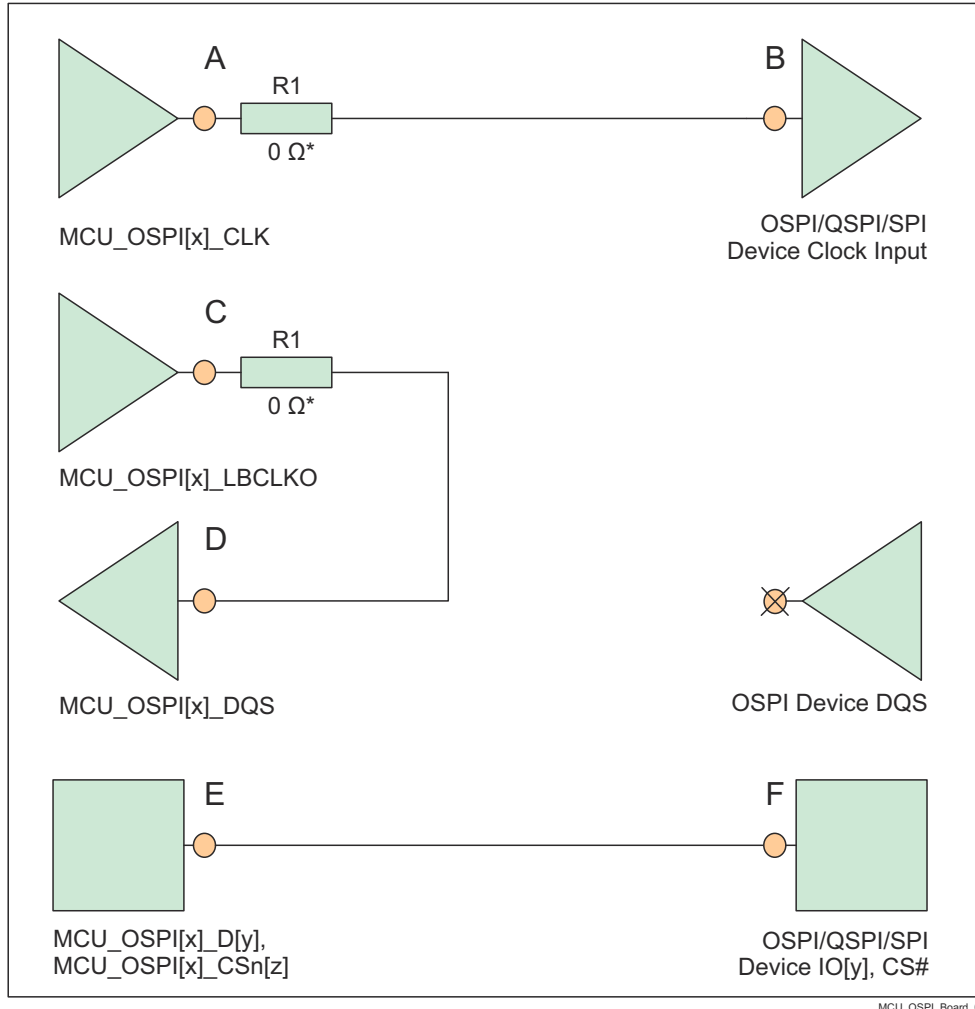 A
B
R1
0 Ω*
MCU_OSPI[x]_CLK
OSPI/QSPI/SPI
Device Clock Input
C
R1
0 Ω*
MCU_OSPI[x]_LBCLKO
D
MCU_OSPI[x]_DQS
OSPI Device DQS
E
F
MCU_OSPI[x]_D[y],
MCU_OSPI[x]_CSn[z]
OSPI/QSPI/SPI
Device IO[y], CS#
MCU_OSPI_Board